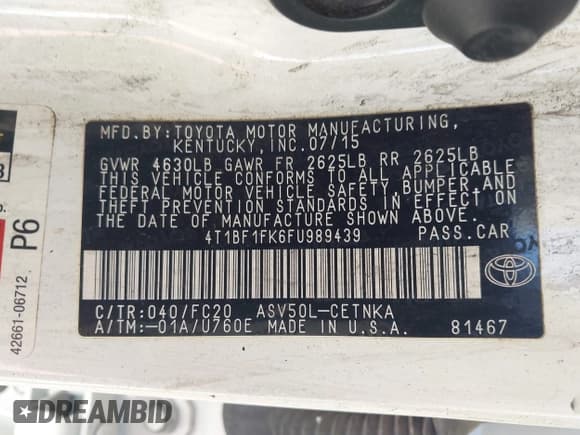 MFD.BY:TOYOTA MOTOR MANUFACTURING,
KENTUCKY, INC.07/15
GVWR 4630LB GAWR FR 2625LB RR 2625LB
THIS VEHICLE CONFORMS TO ALL APPLICABLE
FEDERAL MOTOR VEHICLE SAFETY, BUMPER, AND
THEFT PREVENTION STANDARDS IN EFFECT ON
THE DATE OF MANUFACTURE SHOWN ABOVE.
4T1BF1FK6FU989439 PASS.CAR
C/TR:040/FC20 ASV50L-CETNKA
A/TM:-01A/U760E MADE IN U.S.A. 81467
P6
42661-06712
DREAMBID